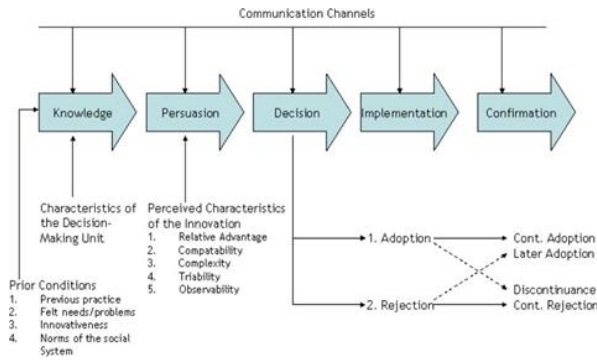 Communication Channels
Knowledge
Persuasion
Decision
Implementation
Confirmation
Characteristics of
the Decision-
Making Unit
Perceived Characteristics
of the Innovation
1. Relative Advantage
2. Compatability
3. Complexity
4. Triability
5. Observability
Prior Conditions
1. Previous practice
2. Felt needs/problems
3. Innovativeness
4. Norms of the social
System
1. Adoption
2. Rejection
Cont. Adoption
Later Adoption
Discontinuance
Cont. Rejection